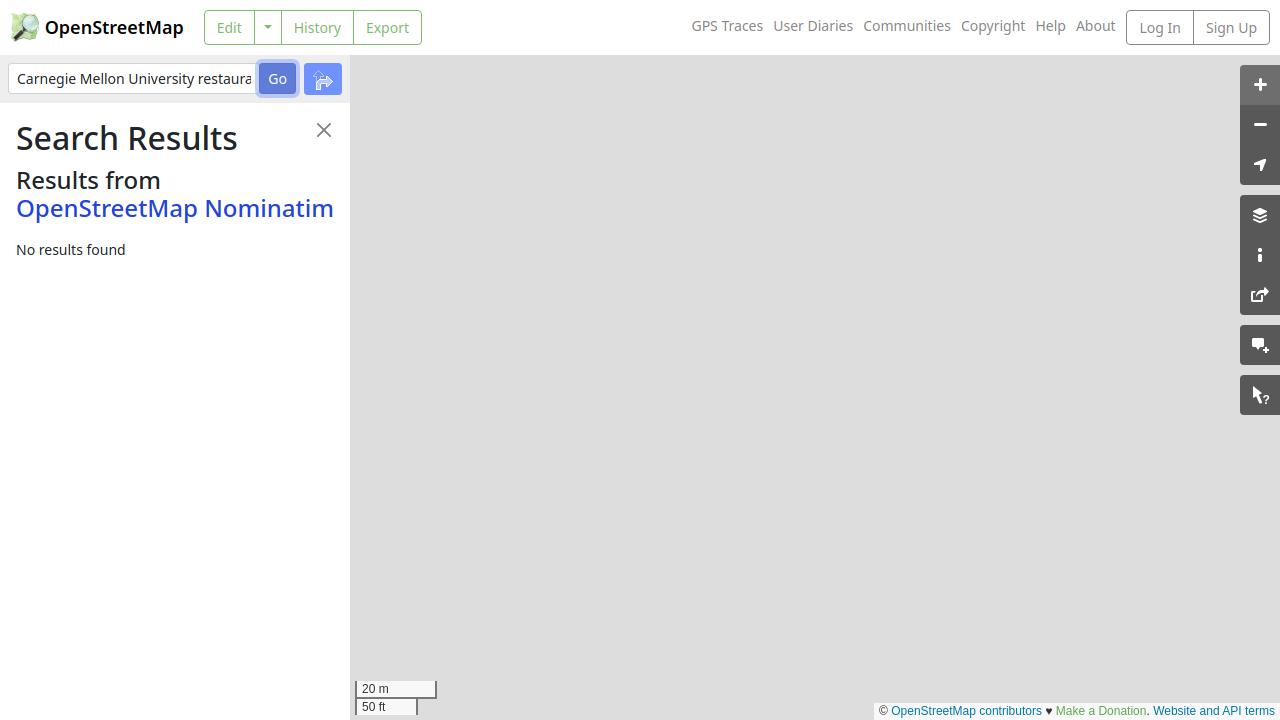 OpenStreetMap
Edit
History
Export
GPS Traces
User Diaries
Communities
Copyright
Help
About
Log In
Sign Up
Carnegie Mellon University restaura
Go
Search Results
Results from
OpenStreetMap Nominatim
No results found
20 m
50 ft
© OpenStreetMap contributors ♥ Make a Donation. Website and API terms